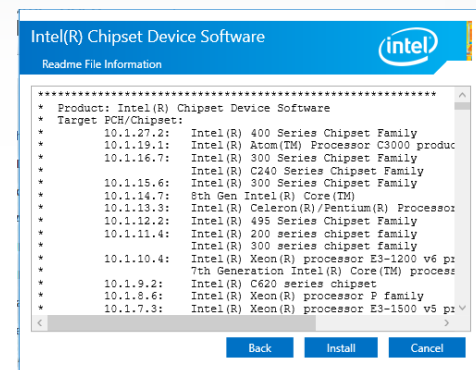 Intel(R) Chipset Device Software
intel
Readme File Information
************************************************************
* Product: Intel(R) Chipset Device Software
* Target PCH/Chipset:
* 10.1.27.2: Intel(R) 400 Series Chipset Family
* 10.1.19.1: Intel(R) Atom(TM) Processor C3000 produc
* 10.1.16.7: Intel(R) 300 Series Chipset Family
* Intel(R) C240 Series Chipset Family
* 10.1.15.6: Intel(R) 300 Series Chipset Family
* 10.1.14.7: 8th Gen Intel(R) Core(TM)
* 10.1.13.3: Intel(R) Celeron(R)/Pentium(R) Processor
* 10.1.12.2: Intel(R) 495 Series Chipset Family
* 10.1.11.4: Intel(R) 200 series chipset family
* Intel(R) 300 series chipset family
* 10.1.10.4: Intel(R) Xeon(R) processor E3-1200 v6 pr
* 7th Generation Intel(R) Core(TM) process
* 10.1.9.2: Intel(R) C620 series chipset
* 10.1.8.6: Intel(R) Xeon(R) processor P family
* 10.1.7.3: Intel(R) Xeon(R) processor E3-1500 v5 pr
Back Install Cancel